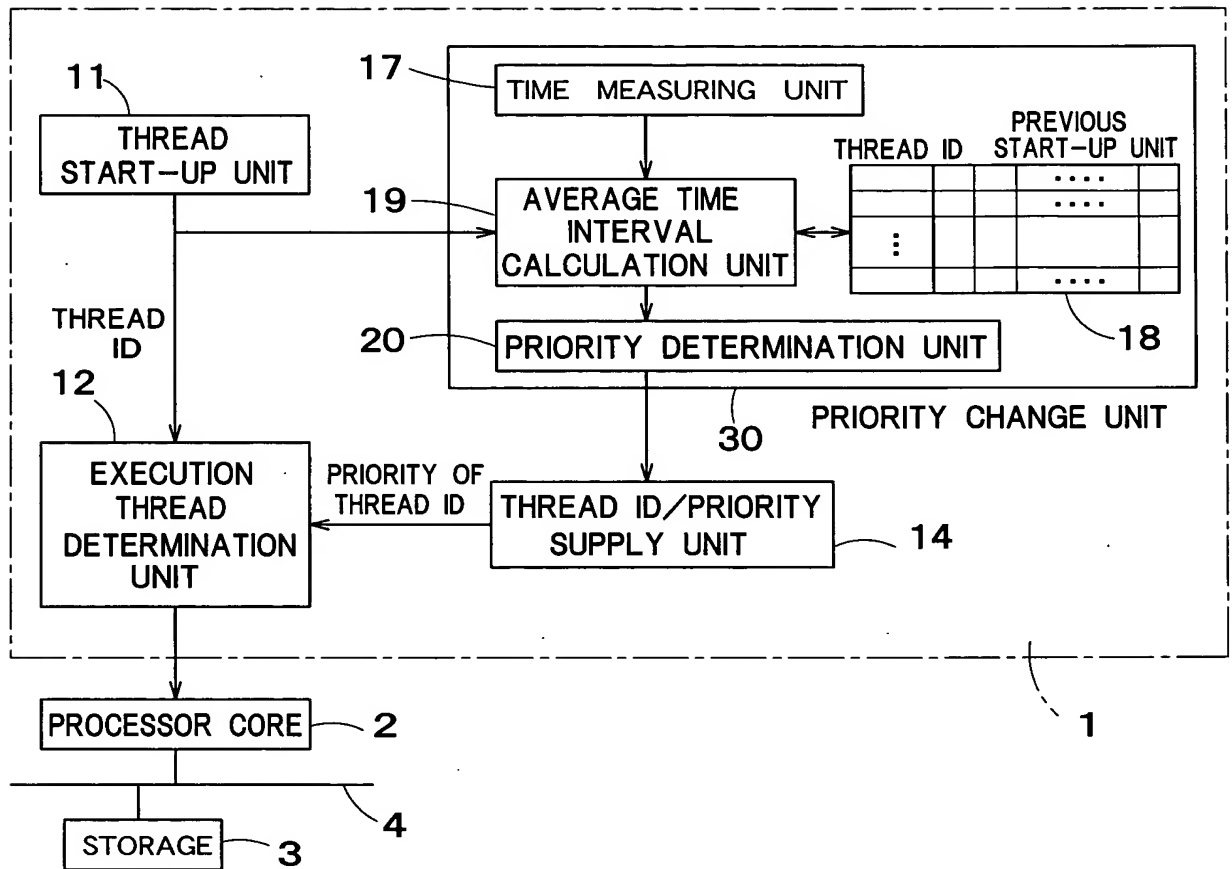 11
THREAD
START-UP UNIT
17
TIME MEASURING UNIT
THREAD ID
PREVIOUS
START-UP UNIT
....
....
⋮
....
18
19
AVERAGE TIME
INTERVAL
CALCULATION UNIT
THREAD
ID
20
PRIORITY DETERMINATION UNIT
30
PRIORITY CHANGE UNIT
12
EXECUTION
THREAD
DETERMINATION
UNIT
PRIORITY OF
THREAD ID
THREAD ID/PRIORITY
SUPPLY UNIT
14
1
PROCESSOR CORE
2
4
STORAGE
3